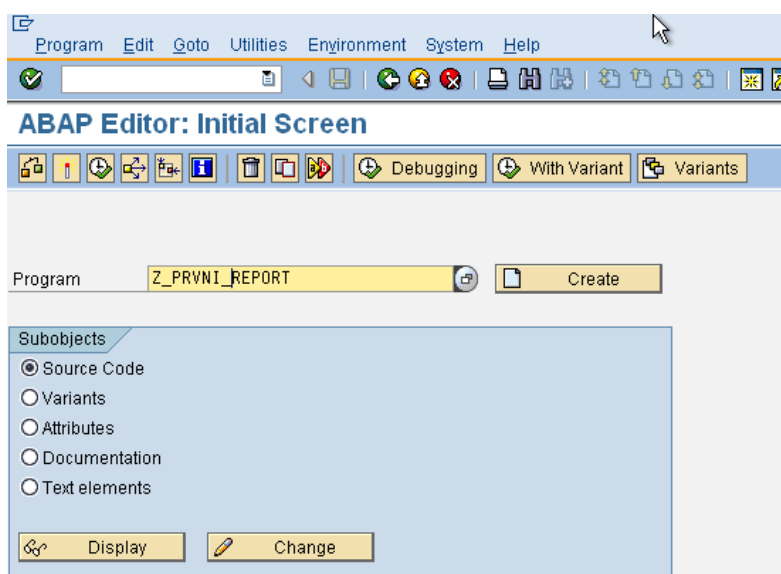 Program Edit Goto Utilities Environment System Help
ABAP Editor: Initial Screen
Debugging With Variant Variants
Program Z_PRVNI_REPORT Create
Subobjects
Source Code
Variants
Attributes
Documentation
Text elements
Display Change